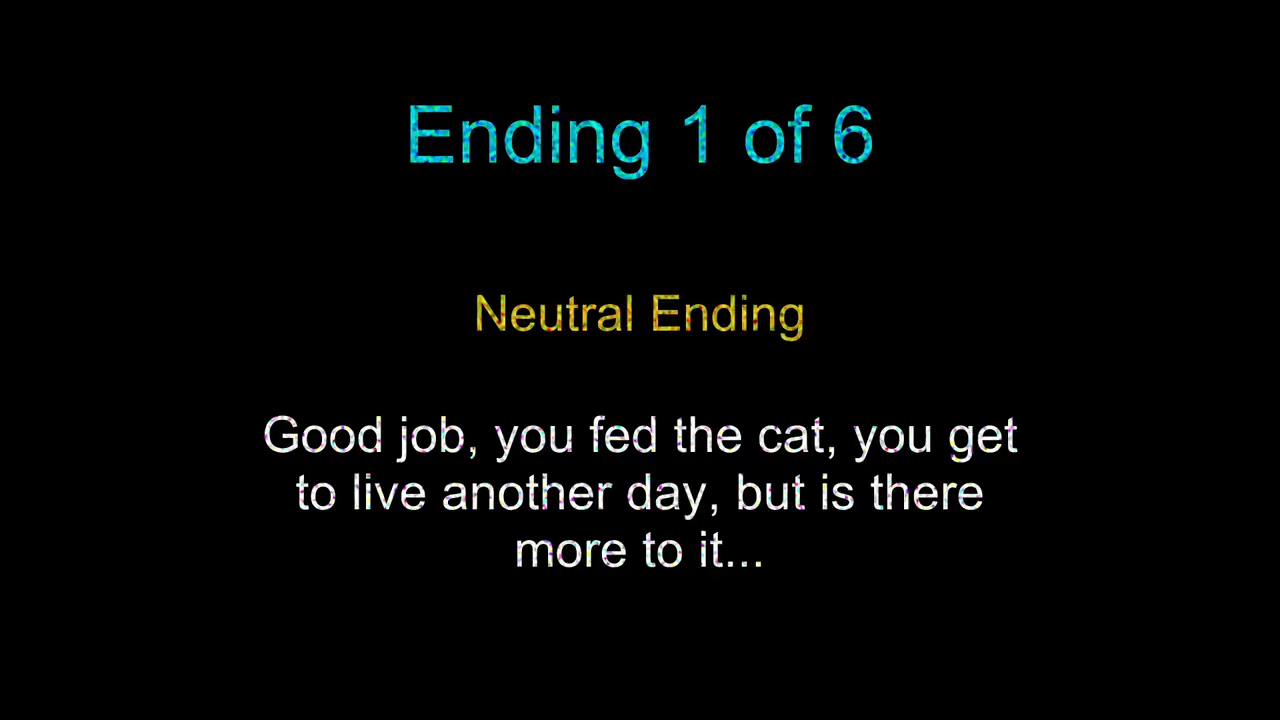 Ending 1 of 6
Neutral Ending
Good job, you fed the cat, you get
to live another day, but is there
more to it...